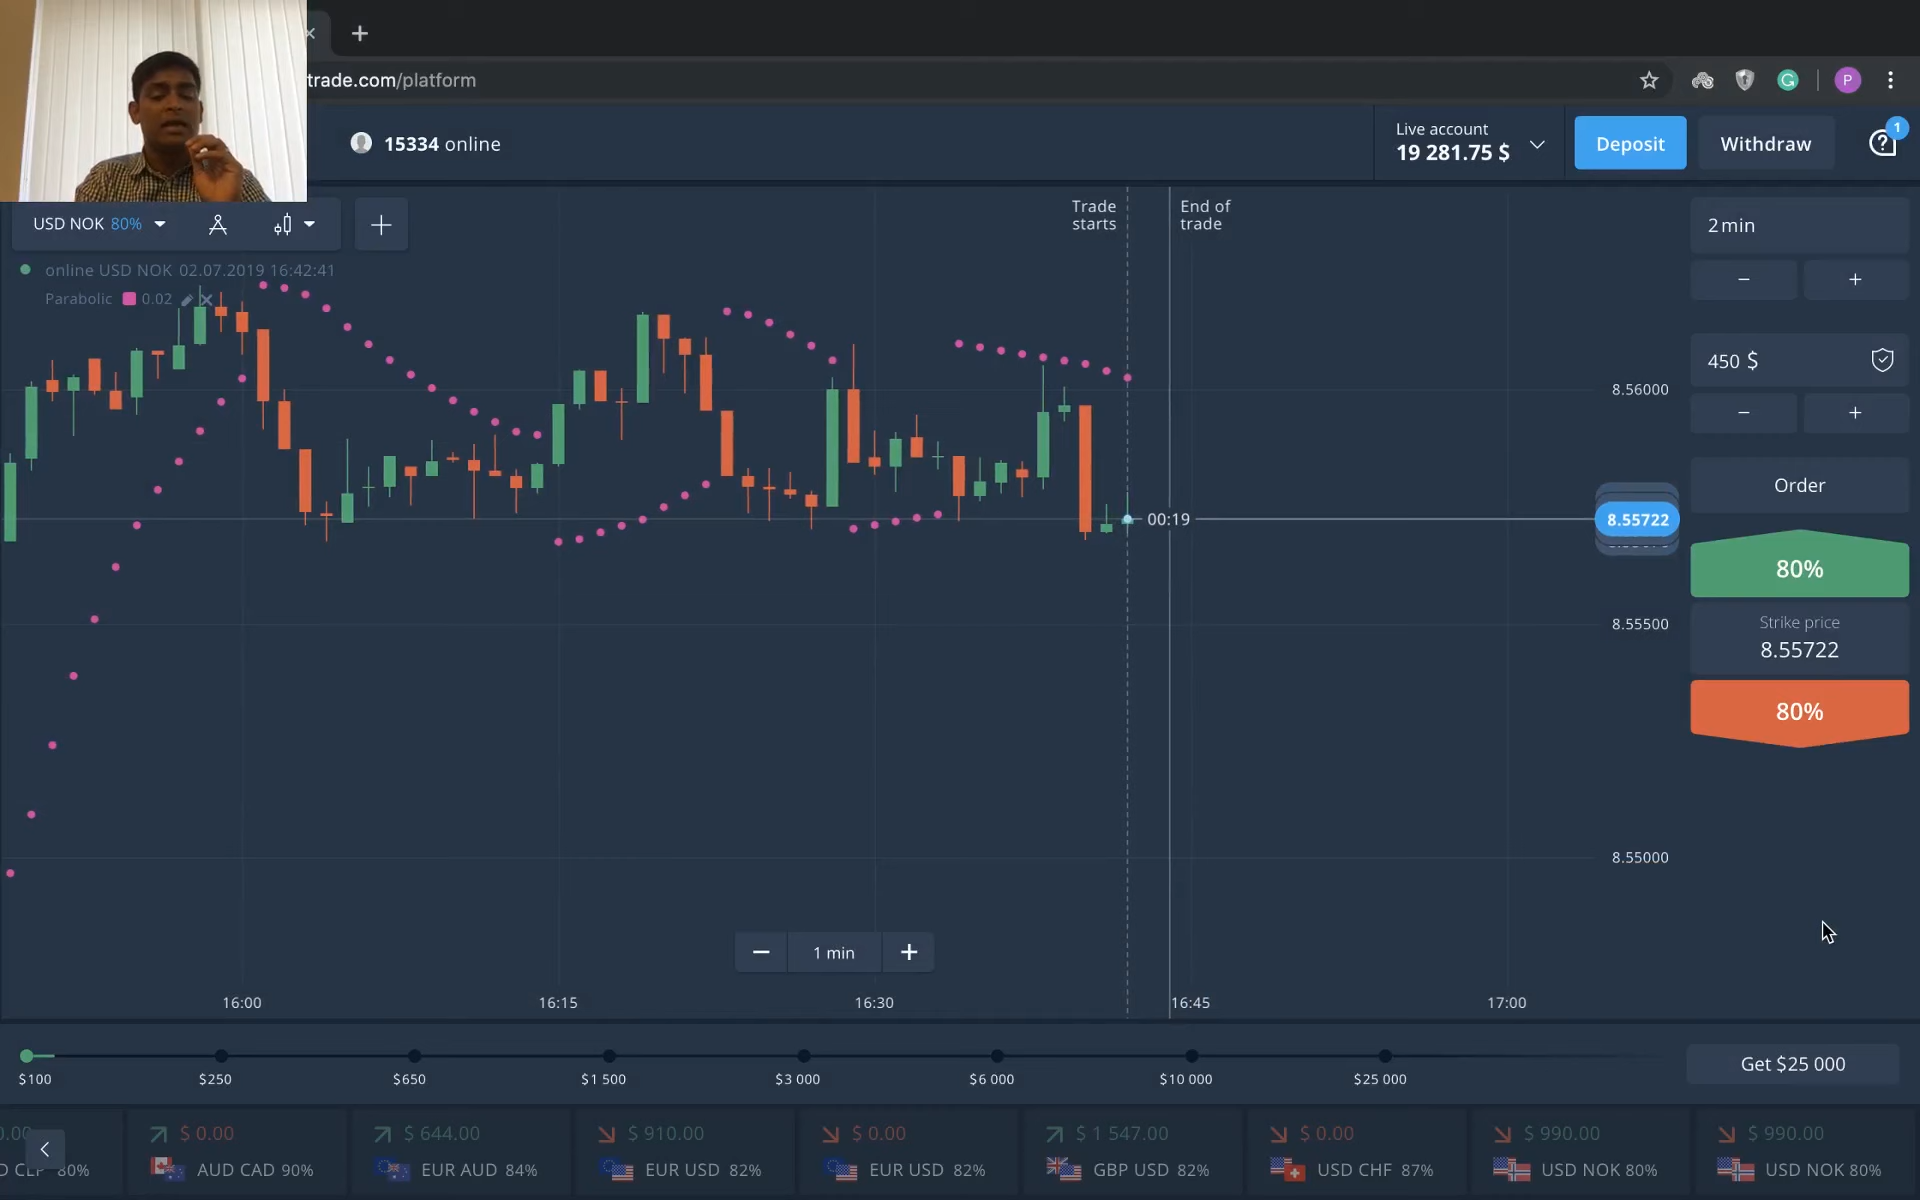 trade.com/platform
P
15334 online
Live account
19 281.75 $
Deposit
Withdraw
1
USD NOK 80%
Trade starts
End of trade
online USD NOK 02.07.2019 16:42:41
Parabolic 0.02
2 min
−
+
450 $
−
+
Order
80%
Strike price
8.55722
80%
8.56000
8.55722
8.55500
8.55000
00:19
− 1 min +
16:00 16:15 16:30 16:45 17:00
$100 $250 $650 $1 500 $3 000 $6 000 $10 000 $25 000
Get $25 000
$ 0.00 $ 644.00 $ 910.00 $ 0.00 $ 1 547.00 $ 0.00 $ 990.00 $ 990.00
80% AUD CAD 90% EUR AUD 84% EUR USD 82% EUR USD 82% GBP USD 82% USD CHF 87% USD NOK 80% USD NOK 80%